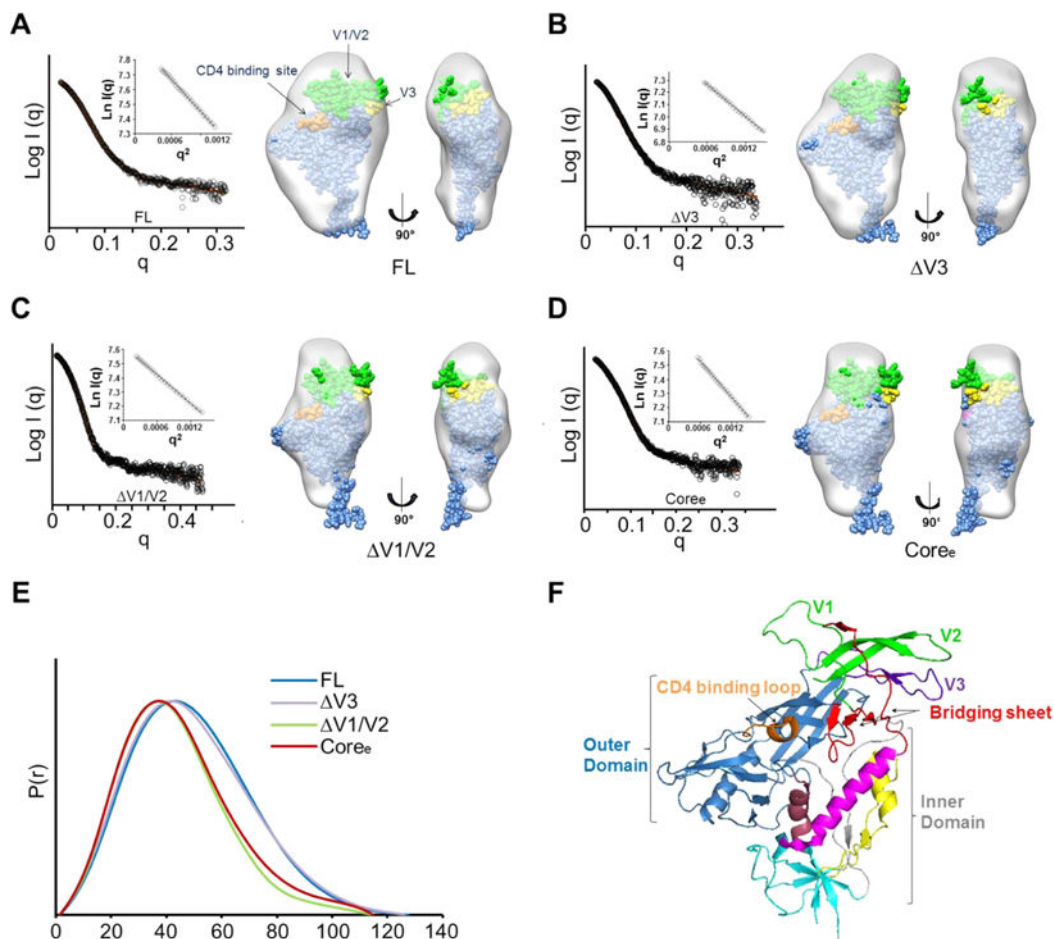 A
Log I (q)
Ln I(q)
7.8
7.7
7.6
7.5
7.4
7.3
0.0006 0.0012
q²
FL
0 0.1 0.2 0.3
q
V1/V2
CD4 binding site
V3
90°
FL
B
Log I (q)
Ln I(q)
7.3
7.2
7.1
7.0
6.9
6.8
0.0006 0.0012
q²
ΔV3
0 0.1 0.2 0.3
q
90°
ΔV3
C
Log I (q)
Ln I(q)
7.6
7.5
7.4
7.3
7.2
7.1
0.0006 0.0014
q²
ΔV1/V2
0 0.1 0.2 0.3 0.4
q
90°
ΔV1/V2
D
Log I (q)
Ln I(q)
7.6
7.5
7.4
7.3
7.2
7.1
0.0006 0.0014
q²
Coree
0 0.1 0.2 0.3
q
90°
Coree
E
P(r)
FL
ΔV3
ΔV1/V2
Coree
0 20 40 60 80 100 120 140
F
V1
V2
V3
CD4 binding loop
Bridging sheet
Outer
Domain
Inner
Domain